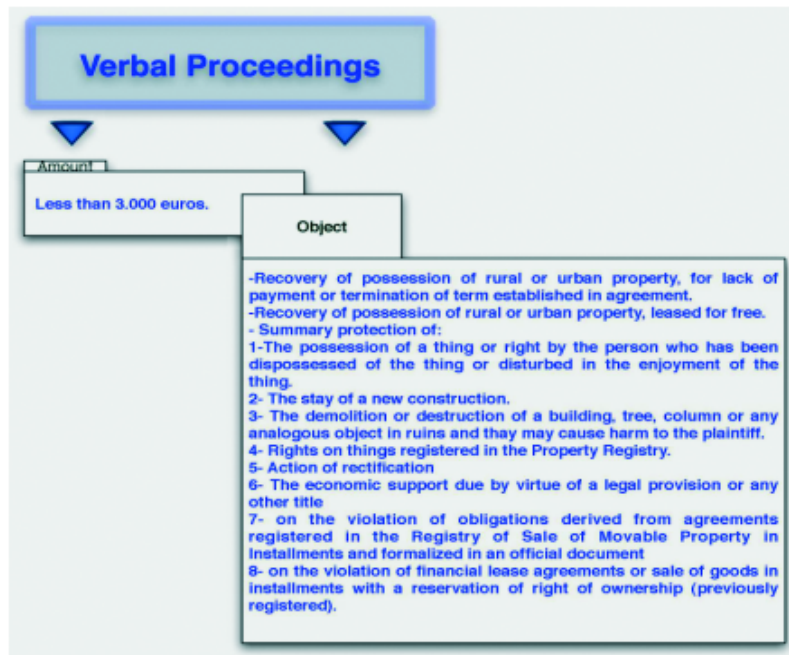 Verbal Proceedings
Amount
Less than 3.000 euros.
Object
-Recovery of possession of rural or urban property, for lack of
payment or termination of term established in agreement.
-Recovery of possession of rural or urban property, leased for free.
- Summary protection of:
1-The possession of a thing or right by the person who has been
dispossessed of the thing or disturbed in the enjoyment of the
thing.
2- The stay of a new construction.
3- The demolition or destruction of a building, tree, column or any
analogous object in ruins and thay may cause harm to the plaintiff.
4- Rights on things registered in the Property Registry.
5- Action of rectification
6- The economic support due by virtue of a legal provision or any
other title
7- on the violation of obligations derived from agreements
registered in the Registry of Sale of Movable Property in
Installments and formalized in an official document
8- on the violation of financial lease agreements or sale of goods in
installments with a reservation of right of ownership (previously
registered).